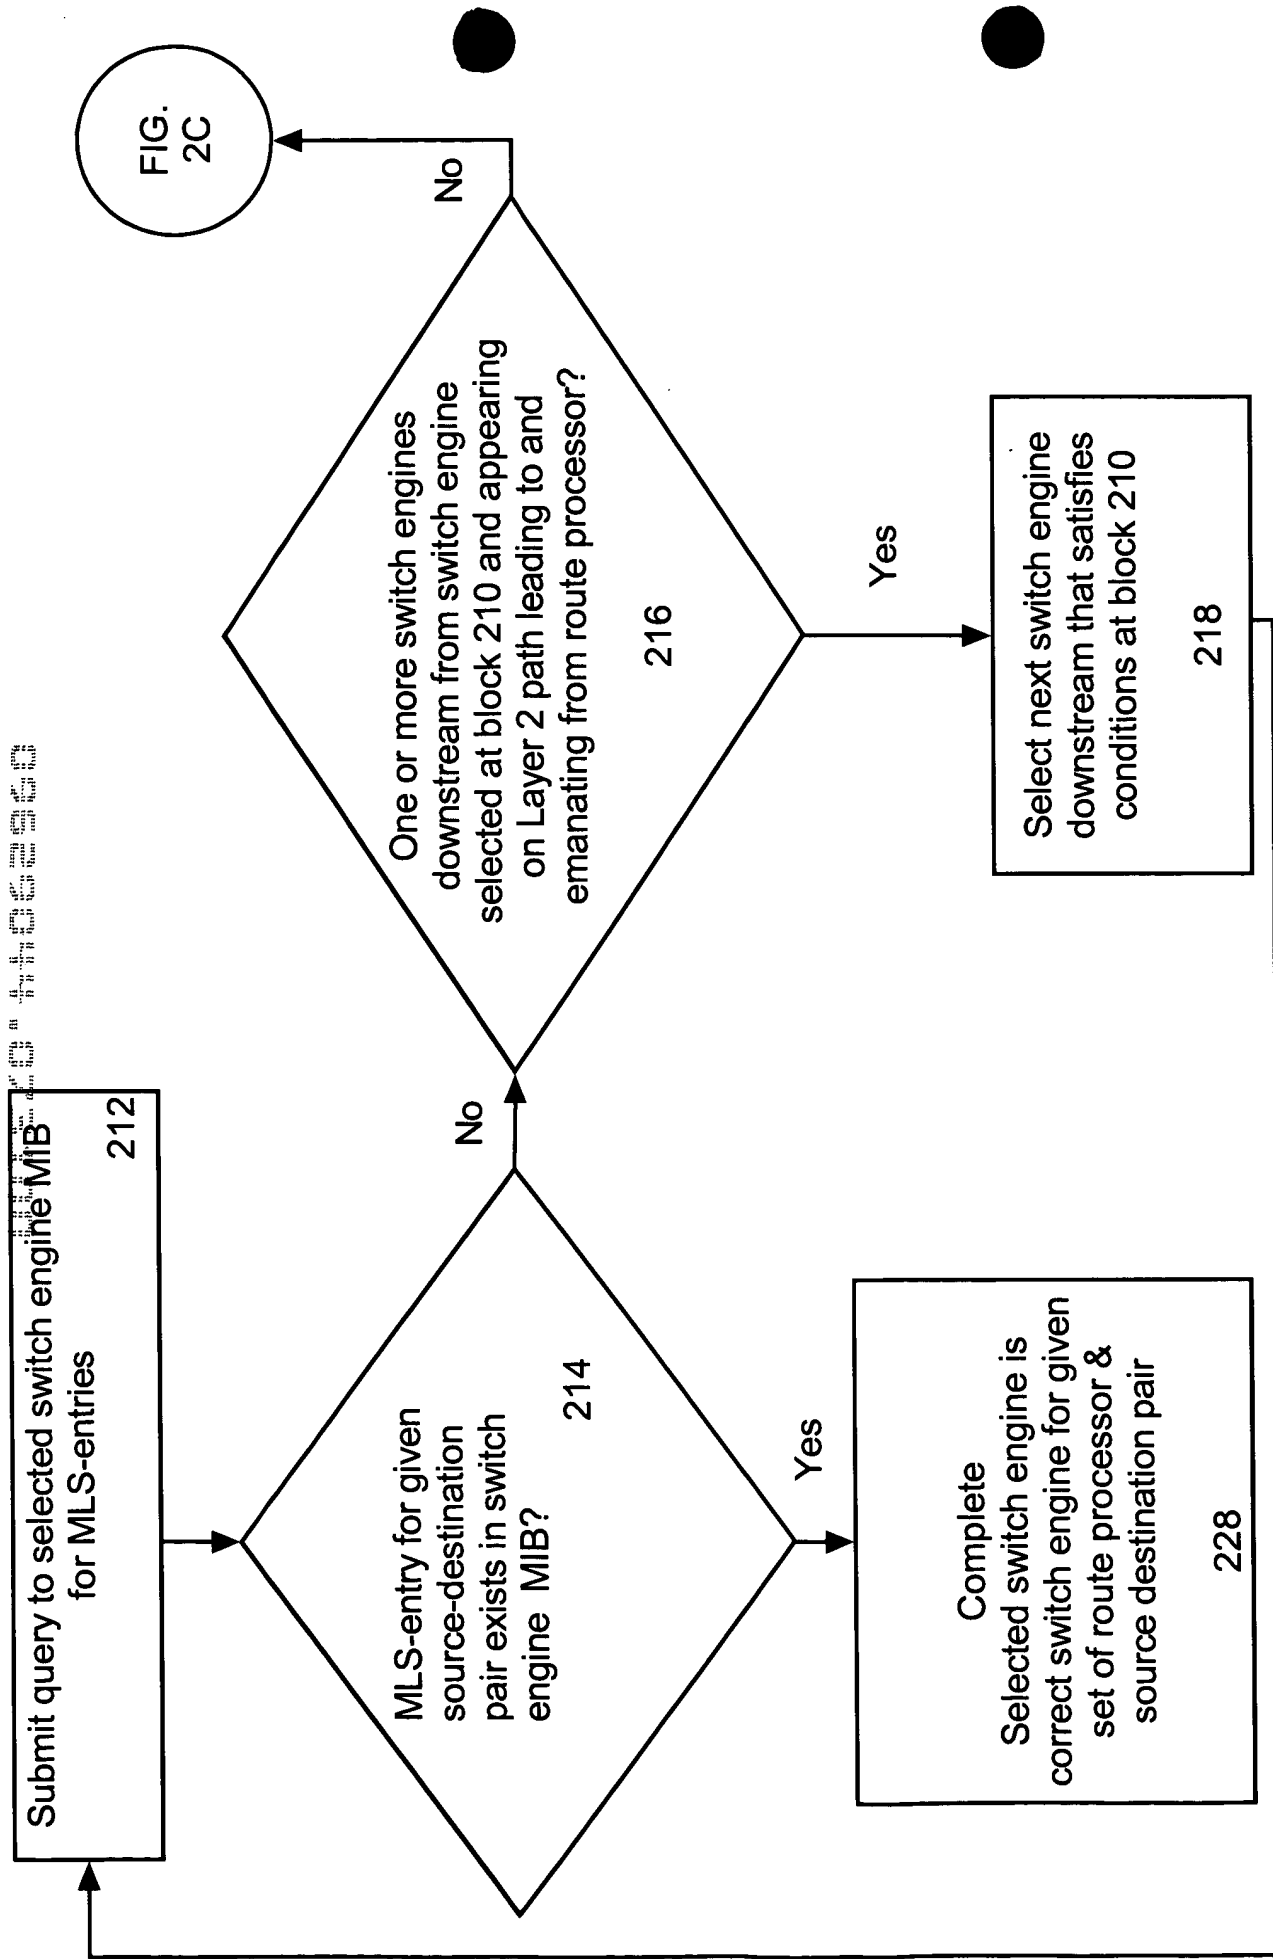 Submit query to selected switch engine MIB
for MLS-entries
212
MLS-entry for given
source-destination
pair exists in switch
engine MIB?
214
No
Yes
Complete
Selected switch engine is
correct switch engine for given
set of route processor &
source destination pair
228
One or more switch engines
downstream from switch engine
selected at block 210 and appearing
on Layer 2 path leading to and
emanating from route processor?
216
No
FIG.
2C
Yes
Select next switch engine
downstream that satisfies
conditions at block 210
218